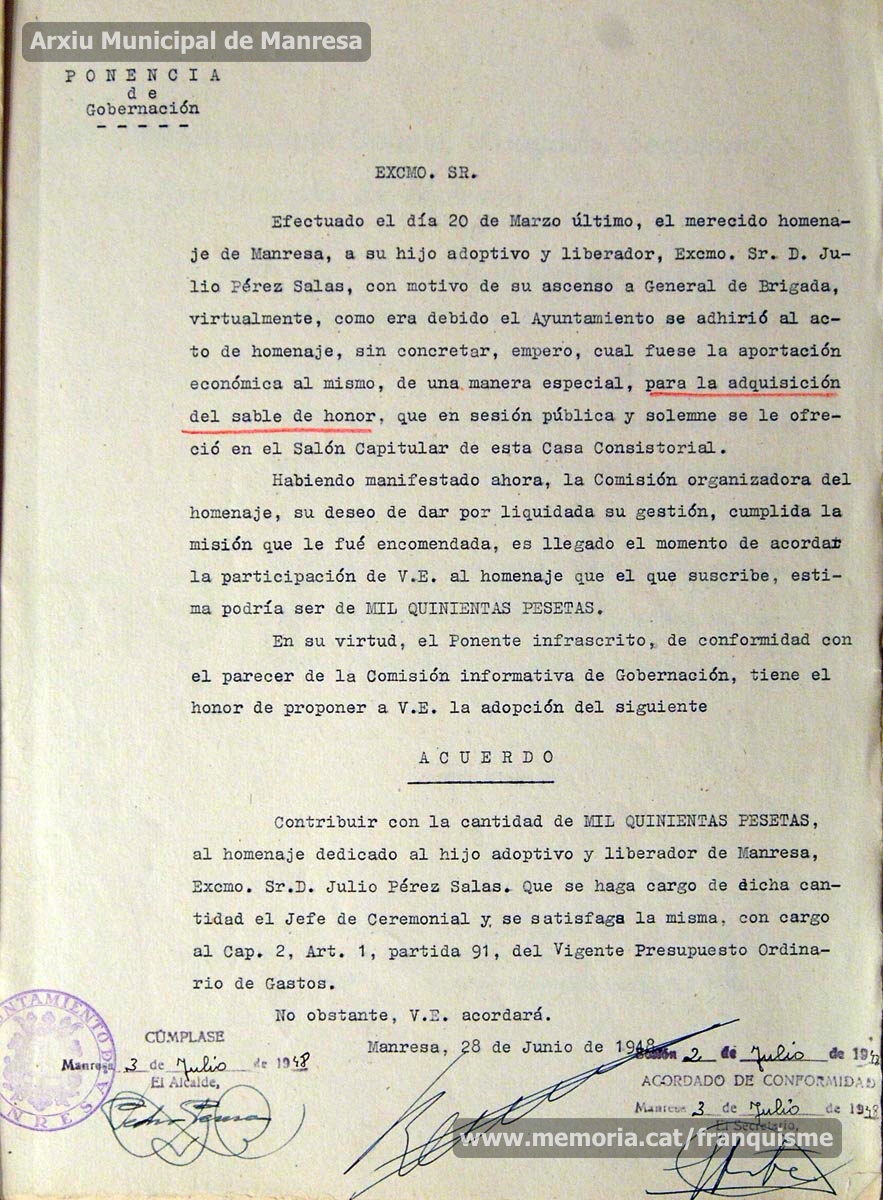 Arxiu Municipal de Manresa
P O N E N C I A
d e
Gobernación
- - - - -
EXCMO. SR.
Efectuado el día 20 de Marzo último, el merecido homena-
je de Manresa, a su hijo adoptivo y liberador, Excmo. Sr. D. Ju-
lio Pérez Salas, con motivo de su ascenso a General de Brigada,
virtualmente, como era debido el Ayuntamiento se adhirió al ac-
to de homenaje, sin concretar, empero, cual fuese la aportación
económica al mismo, de una manera especial, para la adquisición
del sable de honor, que en sesión pública y solemne se le ofre-
ció en el Salón Capitular de esta Casa Consistorial.
Habiendo manifestado ahora, la Comisión organizadora del
homenaje, su deseo de dar por liquidada su gestión, cumplida la
misión que le fué encomendada, es llegado el momento de acordar
la participación de V.E. al homenaje que el que suscribe, esti-
ma podría ser de MIL QUINIENTAS PESETAS.
En su virtud, el Ponente infrascrito, de conformidad con
el parecer de la Comisión informativa de Gobernación, tiene el
honor de proponer a V.E. la adopción del siguiente
A C U E R D O
Contribuir con la cantidad de MIL QUINIENTAS PESETAS,
al homenaje dedicado al hijo adoptivo y liberador de Manresa,
Excmo. Sr.D. Julio Pérez Salas. Que se haga cargo de dicha can-
tidad el Jefe de Ceremonial y se satisfaga la misma, con cargo
al Cap. 2, Art. 1, partida 91, del Vigente Presupuesto Ordina-
rio de Gastos.
No obstante, V.E. acordará.
Manresa, 28 de Junio de 1948.
CÚMPLASE
Manresa 3 de Julio de 1948
El Alcalde,
Sesión 2 de Julio de 1948
ACORDADO DE CONFORMIDAD
Manresa 3 de Julio de 1948
El Secretario,
www.memoria.cat/franquisme